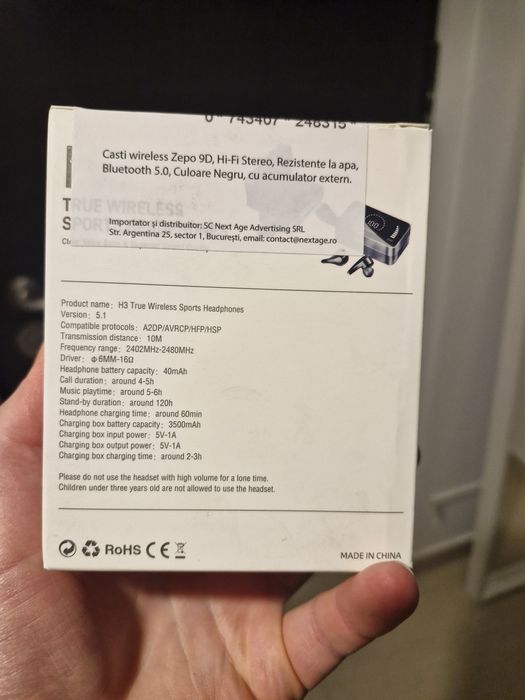 0 743407 246315
Casti wireless Zepo 9D, Hi-Fi Stereo, Rezistente la apa,
Bluetooth 5.0, Culoare Negru, cu acumulator extern.
TRUE WIRELESS
SPOR
Importator și distribuitor: SC Next Age Advertising SRL
Str. Argentina 25, sector 1, București, email: contact@nextage.ro
100
Product name: H3 True Wireless Sports Headphones
Version: 5.1
Compatible protocols: A2DP/AVRCP/HFP/HSP
Transmission distance: 10M
Frequency range: 2402MHz-2480MHz
Driver: Φ6MM-16Ω
Headphone battery capacity: 40mAh
Call duration: around 4-5h
Music playtime: around 5-6h
Stand-by duration: around 120h
Headphone charging time: around 60min
Charging box battery capacity: 3500mAh
Charging box input power: 5V-1A
Charging box output power: 5V-1A
Charging box charging time: around 2-3h
Please do not use the headset with high volume for a lone time.
Children under three years old are not allowed to use the headset.
RoHS CE
MADE IN CHINA